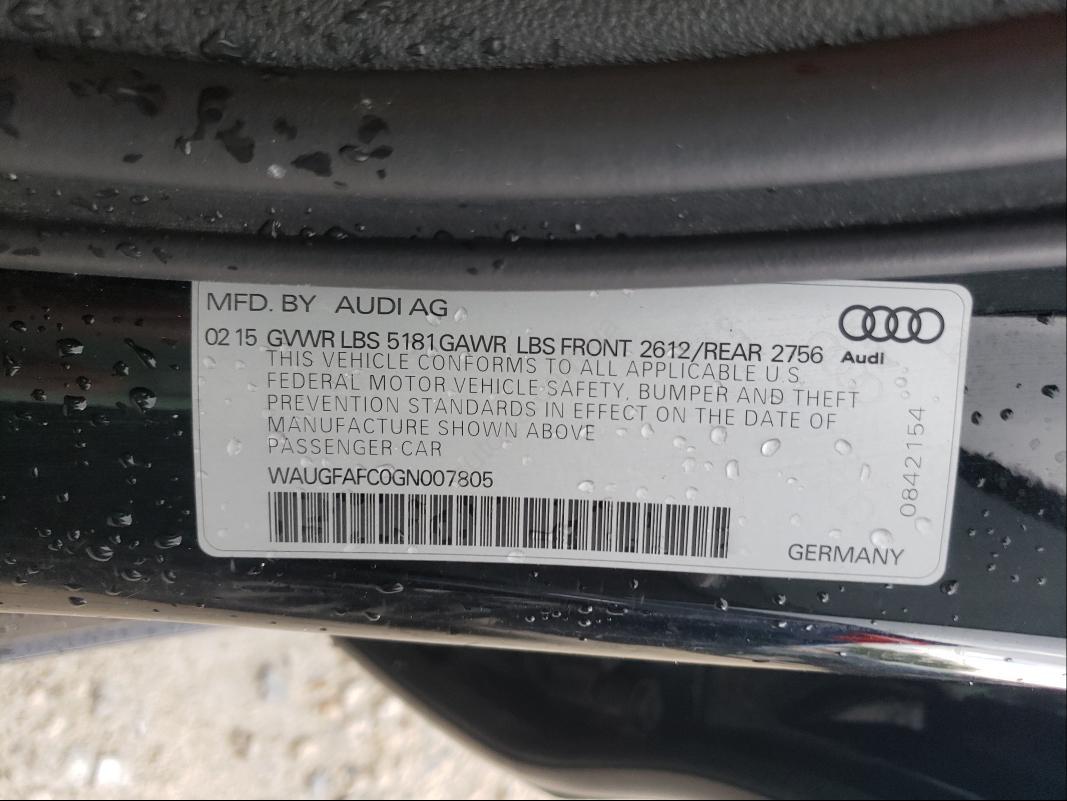 MFD. BY AUDI AG
02 15 GVWR LBS 5181 GAWR LBS FRONT 2612/REAR 2756
THIS VEHICLE CONFORMS TO ALL APPLICABLE U.S.
FEDERAL MOTOR VEHICLE SAFETY, BUMPER AND THEFT
PREVENTION STANDARDS IN EFFECT ON THE DATE OF
MANUFACTURE SHOWN ABOVE
PASSENGER CAR
WAUGFAFC0GN007805
GERMANY
Audi
0842154